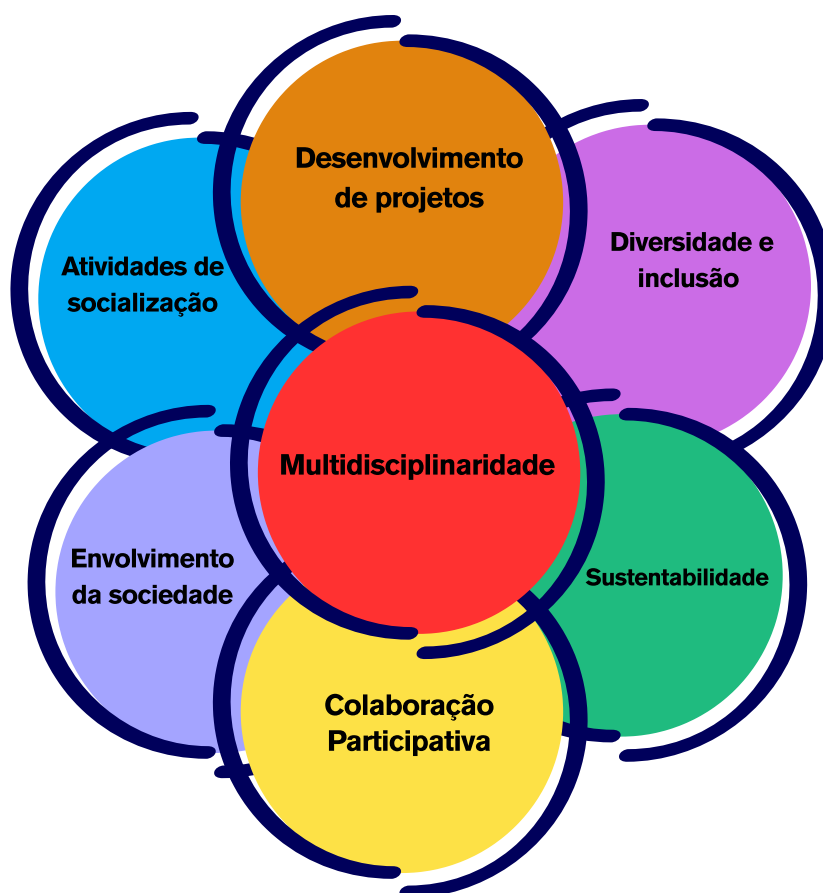 Desenvolvimento
de projetos
Diversidade e
inclusão
Atividades de
socialização
Multidisciplinaridade
Envolvimento
da sociedade
Sustentabilidade
Colaboração
Participativa